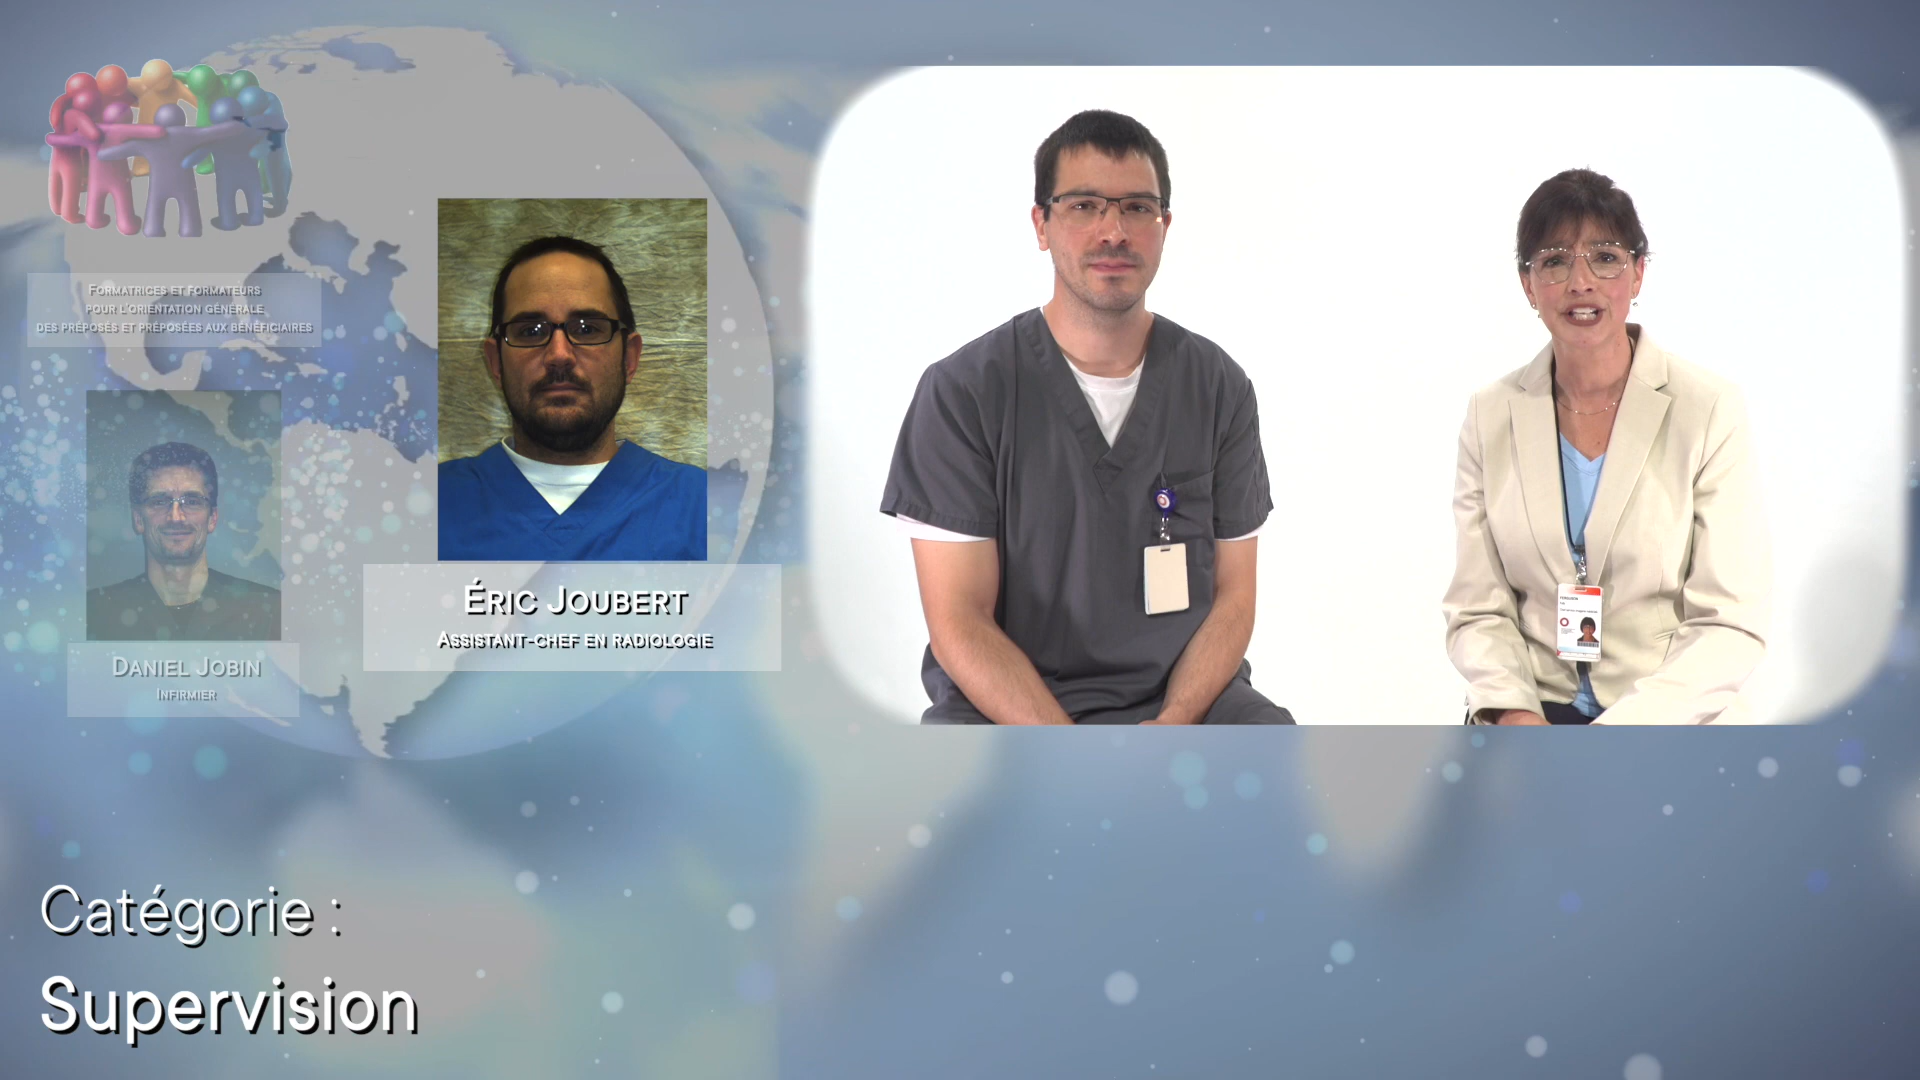 Formatrices et formateurs
pour l'orientation générale
des préposés et préposées aux bénéficiaires
Éric Joubert
Assistant-chef en radiologie
Daniel Jobin
Infirmier
Catégorie :
Supervision